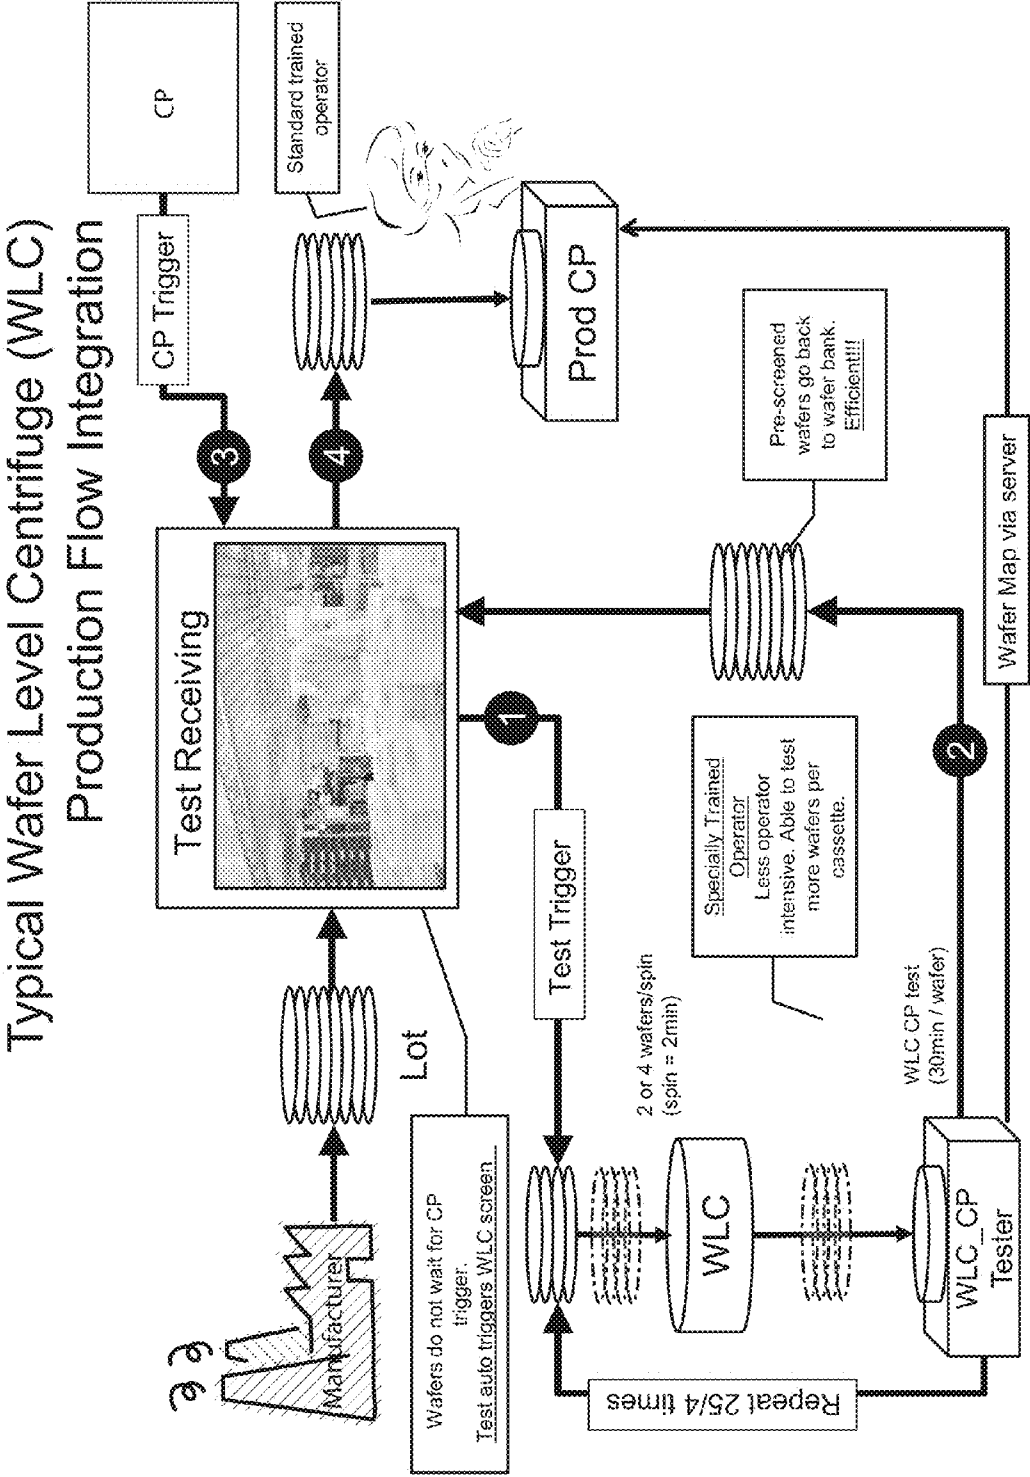 Typical Wafer Level Centrifuge (WLC)
Production Flow Integration
Manufacturer
Lot
Test Receiving
3
CP Trigger
CP
4
Standard trained
operator
Prod CP
Wafers do not wait for CP
trigger.
Test auto triggers WLC screen
1
Test Trigger
2 or 4 wafers/spin
(spin = 2min)
WLC
Specially Trained
Operator
Less operator
intensive. Able to test
more wafers per
cassette.
Pre-screened
wafers go back
to wafer bank.
Efficient!!!
Repeat 25/4 times
WLC_CP
Tester
WLC CP test
(30min / wafer)
2
Wafer Map via server